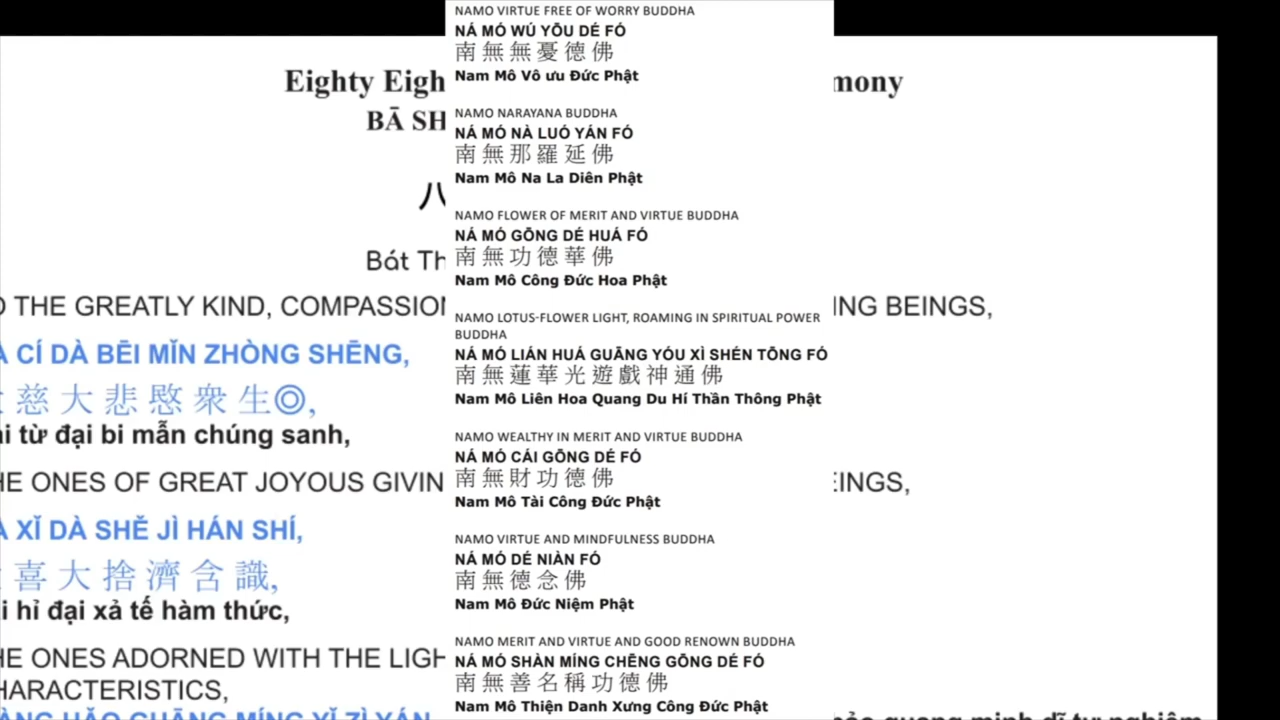 Eighty Eigh
mony
BĀ SH
八
Bát Th
THE GREATLY KIND, COMPASSION
ING BEINGS,
CÍ DÀ BĒI MǏN ZHÒNG SHĒNG,
慈 大 悲 愍 衆 生◎,
từ đại bi mẫn chúng sanh,
HE ONES OF GREAT JOYOUS GIVIN
EINGS,
XǏ DÀ SHĚ JÌ HÁN SHÍ,
喜 大 捨 濟 含 識,
hỉ đại xả tế hàm thức,
HE ONES ADORNED WITH THE LIGH
HARACTERISTICS,
NAMO VIRTUE FREE OF WORRY BUDDHA
NÁ MÓ WÚ YŌU DÉ FÓ
南 無 無 憂 德 佛
Nam Mô Vô ưu Đức Phật
NAMO NARAYANA BUDDHA
NÁ MÓ NÀ LUÓ YÁN FÓ
南 無 那 羅 延 佛
Nam Mô Na La Diên Phật
NAMO FLOWER OF MERIT AND VIRTUE BUDDHA
NÁ MÓ GŌNG DÉ HUÁ FÓ
南 無 功 德 華 佛
Nam Mô Công Đức Hoa Phật
NAMO LOTUS-FLOWER LIGHT, ROAMING IN SPIRITUAL POWER
BUDDHA
NÁ MÓ LIÁN HUÁ GUĀNG YÓU XÌ SHÉN TŌNG FÓ
南 無 蓮 華 光 遊 戲 神 通 佛
Nam Mô Liên Hoa Quang Du Hí Thần Thông Phật
NAMO WEALTHY IN MERIT AND VIRTUE BUDDHA
NÁ MÓ CÁI GŌNG DÉ FÓ
南 無 財 功 德 佛
Nam Mô Tài Công Đức Phật
NAMO VIRTUE AND MINDFULNESS BUDDHA
NÁ MÓ DÉ NIÀN FÓ
南 無 德 念 佛
Nam Mô Đức Niệm Phật
NAMO MERIT AND VIRTUE AND GOOD RENOWN BUDDHA
NÁ MÓ SHÀN MÍNG CHĒNG GŌNG DÉ FÓ
南 無 善 名 稱 功 德 佛
Nam Mô Thiện Danh Xưng Công Đức Phật